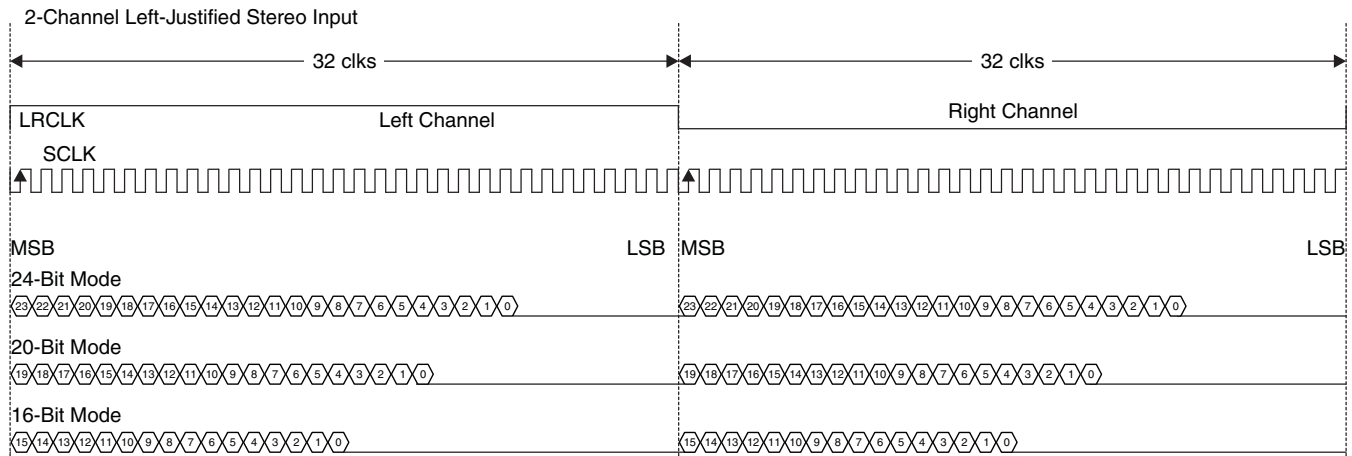 2-Channel Left-Justified Stereo Input
32 clks 32 clks
LRCLK Left Channel Right Channel
SCLK
MSB LSB MSB LSB
24-Bit Mode
23 22 21 20 19 18 17 16 15 14 13 12 11 10 9 8 7 6 5 4 3 2 1 0 23 22 21 20 19 18 17 16 15 14 13 12 11 10 9 8 7 6 5 4 3 2 1 0
20-Bit Mode
19 18 17 16 15 14 13 12 11 10 9 8 7 6 5 4 3 2 1 0 19 18 17 16 15 14 13 12 11 10 9 8 7 6 5 4 3 2 1 0
16-Bit Mode
15 14 13 12 11 10 9 8 7 6 5 4 3 2 1 0 15 14 13 12 11 10 9 8 7 6 5 4 3 2 1 0